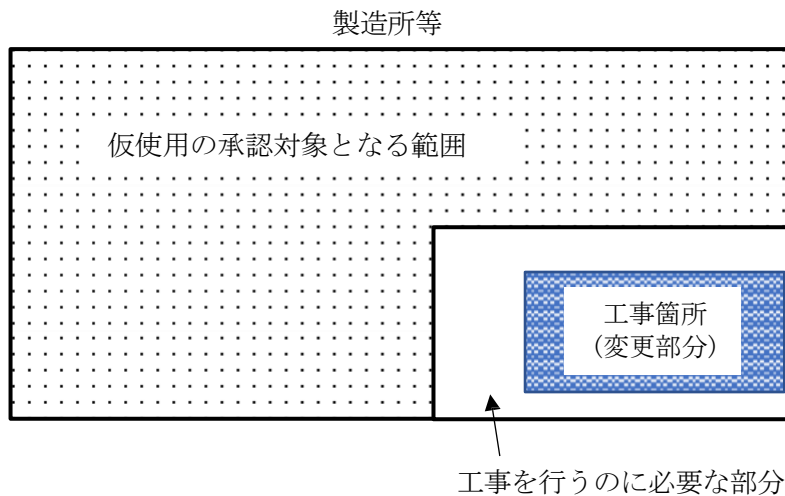 製造所等
仮使用の承認対象となる範囲
工事箇所
（変更部分）
工事を行うのに必要な部分